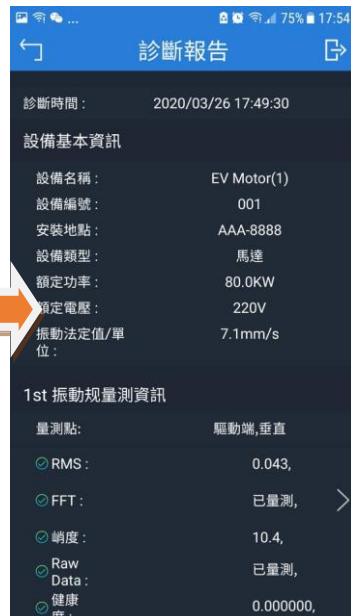 ... 75% 17:54
診斷報告
診斷時間 : 2020/03/26 17:49:30
設備基本資訊
設備名稱 : EV Motor(1)
設備編號 : 001
安裝地點 : AAA-8888
設備類型 : 馬達
額定功率 : 80.0KW
額定電壓 : 220V
振動法定值/單 7.1mm/s
位 :
1st 振動规量測資訊
量測點: 驅動端,垂直
RMS : 0.043,
FFT : 已量測,
峭度 : 10.4,
Raw 已量測,
Data :
健康 0.000000,
度 :